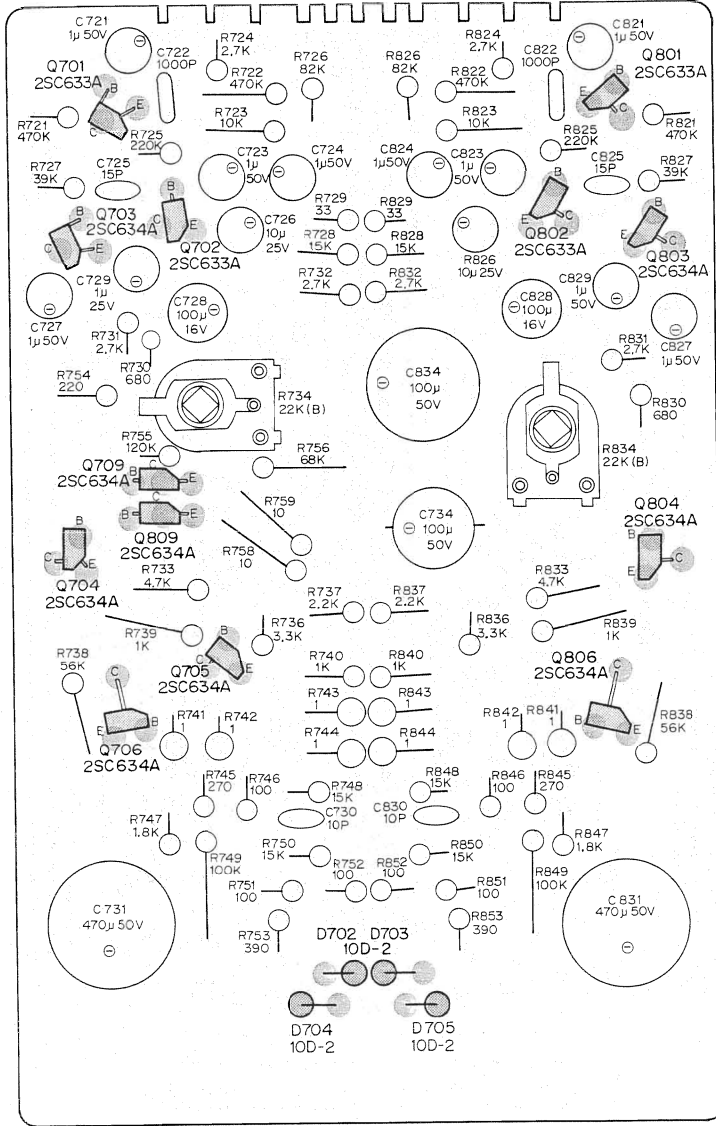 C721
1μ 50V
Q701
2SC633A
C722
1000P
R724
2.7K
R722
470K
R726
82K
R723
10K
R721
470K
R725
220K
B
E
C
R826
82K
R824
2.7K
R822
470K
C822
1000P
C821
1μ 50V
Q801
2SC633A
R823
10K
R825
220K
R821
470K
B
E
C
R727
39K
C725
15P
C723
1μ
50V
C724
1μ50V
C824
1μ50V
C823
1μ
50V
C825
15P
R827
39K
Q703
2SC634A
B
C
E
Q702
2SC633A
B
C
E
C726
10μ
25V
R729
33
R829
33
R728
15K
R828
15K
R732
2.7K
R832
2.7K
R826
10μ25V
Q802
2SC633A
B
E
C
Q803
2SC634A
B
C
E
C729
1μ
25V
C727
1μ50V
C728
100μ
16V
C828
100μ
16V
C829
1μ
50V
C827
1μ50V
R731
2.7K
R730
680
R754
220
R734
22K(B)
C834
100μ
50V
R831
2.7K
R830
680
R834
22K(B)
R755
120K
R756
68K
Q709
2SC634A
B
C
E
B
C
E
Q809
2SC634A
R759
10
R758
10
C734
100μ
50V
Q804
2SC634A
B
C
E
Q704
2SC634A
B
C
E
R733
4.7K
R737
2.2K
R837
2.2K
R833
4.7K
R739
1K
R736
3.3K
R836
3.3K
R839
1K
R738
56K
Q705
2SC634A
B
C
E
R740
1K
R840
1K
Q806
2SC634A
C
B
E
R743
1
R843
1
R838
56K
C
E
B
Q706
2SC634A
R741
1
R742
1
R744
1
R844
1
R842
1
R841
1
R745
270
R746
100
R748
15K
R848
15K
R846
100
R845
270
C730
10P
C830
10P
R747
1.8K
R749
100K
R750
15K
R850
15K
R849
100K
R847
1.8K
R752
100
R852
100
R751
100
R851
100
C731
470μ50V
C831
470μ50V
R753
390
R853
390
D702
D703
10D-2
D704
10D-2
D705
10D-2